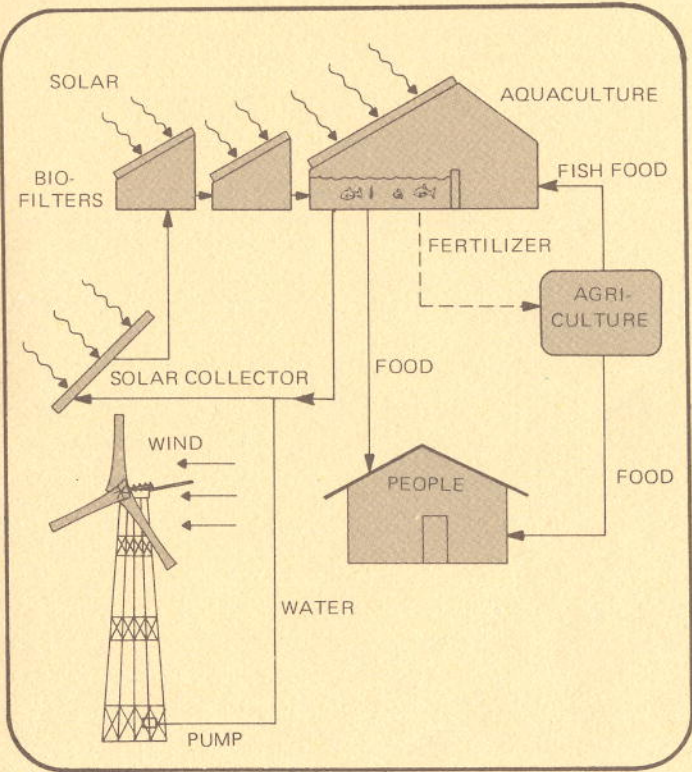 SOLAR
AQUACULTURE
BIO-
FILTERS
FISH FOOD
FERTILIZER
AGRI-
CULTURE
SOLAR COLLECTOR
FOOD
WIND
PEOPLE
FOOD
WATER
PUMP